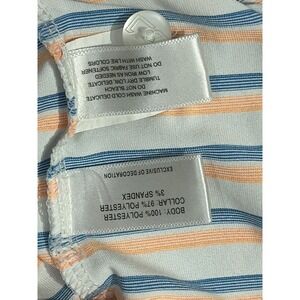 MACHINE WASH COLD DELICATE
DO NOT BLEACH
TUMBLE DRY LOW, DELICATE
LOW IRON AS NEEDED
DO NOT USE FABRIC SOFTENER
WASH WITH LIKE COLORS
BODY: 100% POLYESTER
COLLAR: 97% POLYESTER
3% SPANDEX
EXCLUSIVE OF DECORATION